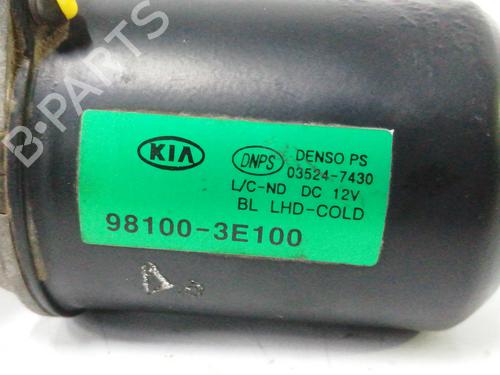 B-PARTS
KIA
DNPS DENSO PS
03524-7430
L/C-ND DC 12V
BL LHD-COLD
98100-3E100